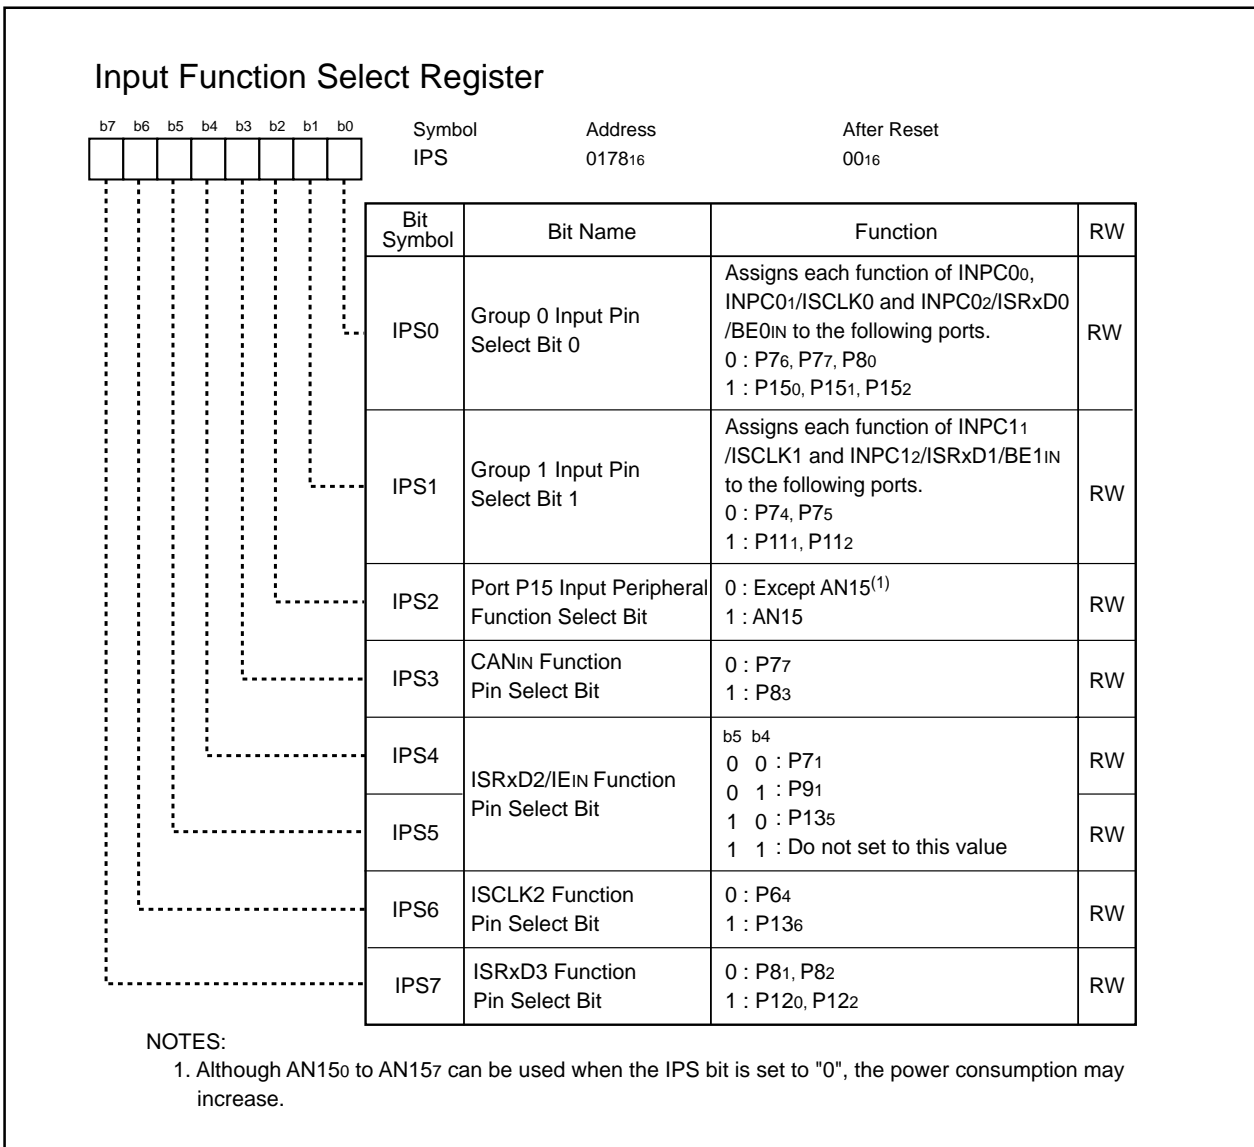 Input Function Select Register
b7 b6 b5 b4 b3 b2 b1 b0
Symbol Address After Reset
IPS 017816 0016
Bit Symbol Bit Name Function RW
IPS0
Group 0 Input Pin
Select Bit 0
Assigns each function of INPC00,
INPC01/ISCLK0 and INPC02/ISRxD0
/BE0IN to the following ports.
0 : P76, P77, P80
1 : P150, P151, P152
RW
IPS1
Group 1 Input Pin
Select Bit 1
Assigns each function of INPC11
/ISCLK1 and INPC12/ISRxD1/BE1IN
to the following ports.
0 : P74, P75
1 : P111, P112
RW
IPS2
Port P15 Input Peripheral
Function Select Bit
0 : Except AN15(1)
1 : AN15
RW
IPS3
CANIN Function
Pin Select Bit
0 : P77
1 : P83
RW
IPS4
IPS5
ISRxD2/IEIN Function
Pin Select Bit
b5 b4
0 0 : P71
0 1 : P91
1 0 : P135
1 1 : Do not set to this value
RW
RW
IPS6
ISCLK2 Function
Pin Select Bit
0 : P64
1 : P136
RW
IPS7
ISRxD3 Function
Pin Select Bit
0 : P81, P82
1 : P120, P122
RW
NOTES:
1. Although AN150 to AN157 can be used when the IPS bit is set to "0", the power consumption may
increase.